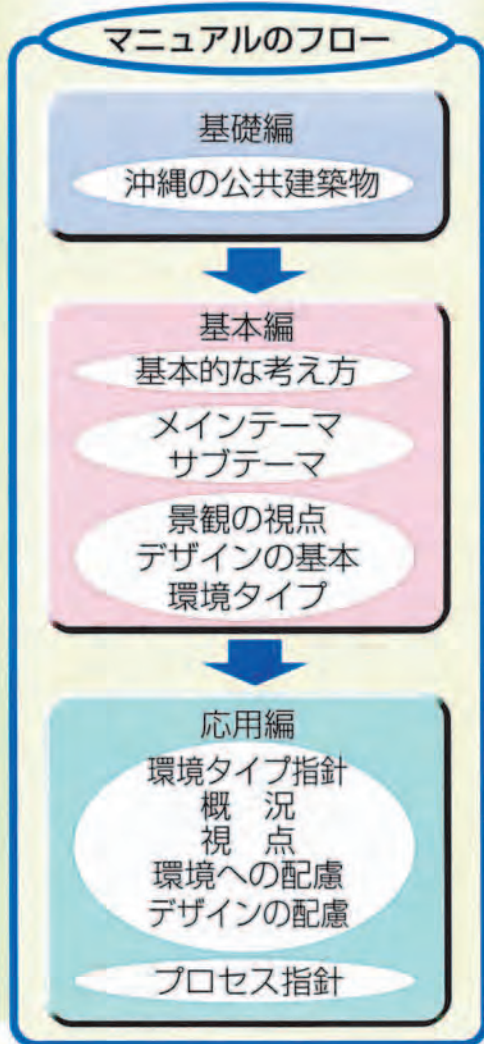 マニュアルのフロー
基礎編
沖縄の公共建築物
基本編
基本的な考え方
メインテーマ
サブテーマ
景観の視点
デザインの基本
環境タイプ
応用編
環境タイプ指針
概　況
視　点
環境への配慮
デザインの配慮
プロセス指針